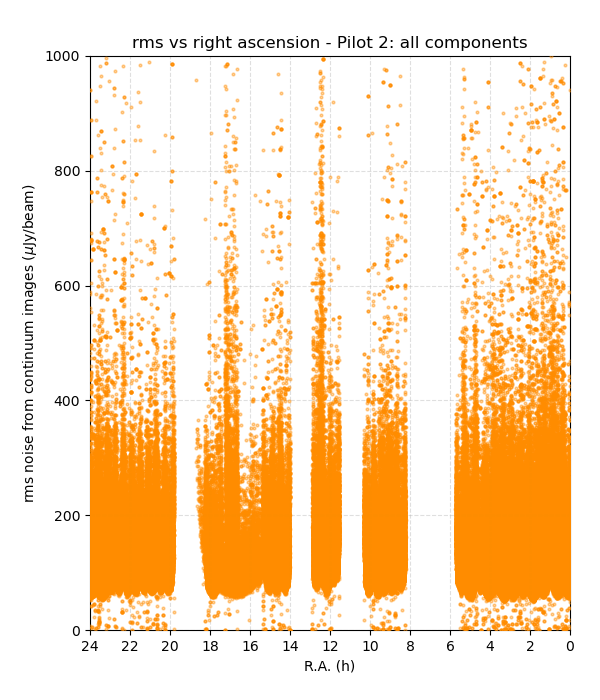 rms vs right ascension - Pilot 2: all components
rms noise from continuum images (μJy/beam)
1000
800
600
400
200
0
24 22 20 18 16 14 12 10 8 6 4 2 0
R.A. (h)